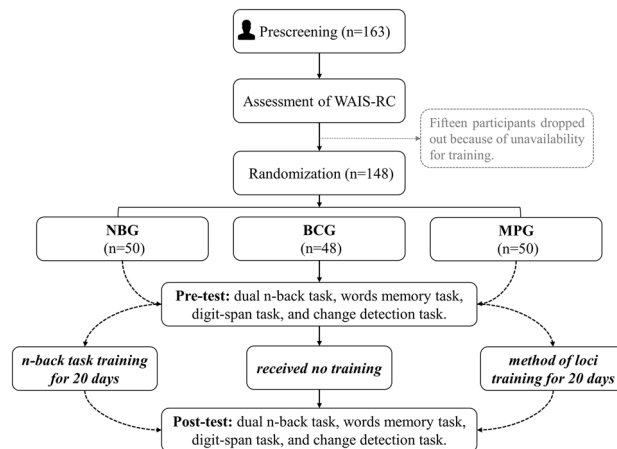 Prescreening (n=163)
Assessment of WAIS-RC
Fifteen participants dropped
out because of unavailability
for training.
Randomization (n=148)
NBG
(n=50)
BCG
(n=48)
MPG
(n=50)
Pre-test: dual n-back task, words memory task,
digit-span task, and change detection task.
n-back task training
for 20 days
received no training
method of loci
training for 20 days
Post-test: dual n-back task, words memory task,
digit-span task, and change detection task.